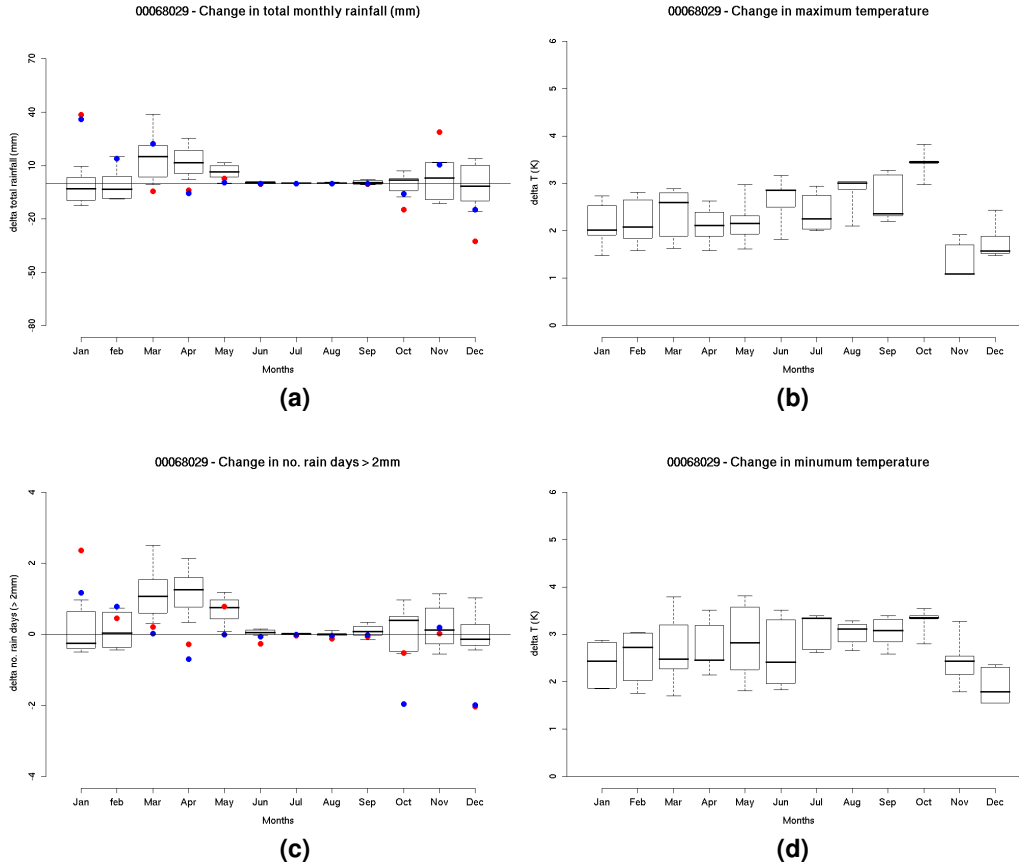 00068029 - Change in total monthly rainfall (mm)
delta total rainfall (mm)
70
40
10
20
-50
-80
Jan feb Mar Apr May Jun Jul Aug Sep Oct Nov Dec
Months
(a)
00068029 - Change in maximum temperature
delta T (K)
6
5
4
3
2
1
0
Jan Feb Mar Apr May Jun Jul Aug Sep Oct Nov Dec
Months
(b)
00068029 - Change in no. rain days > 2mm
delta no. rain days (> 2mm)
4
2
0
-2
-4
Jan feb Mar Apr May Jun Jul Aug Sep Oct Nov Dec
Months
(c)
00068029 - Change in minumum temperature
delta T (K)
6
5
4
3
2
1
0
Jan Feb Mar Apr May Jun Jul Aug Sep Oct Nov Dec
Months
(d)